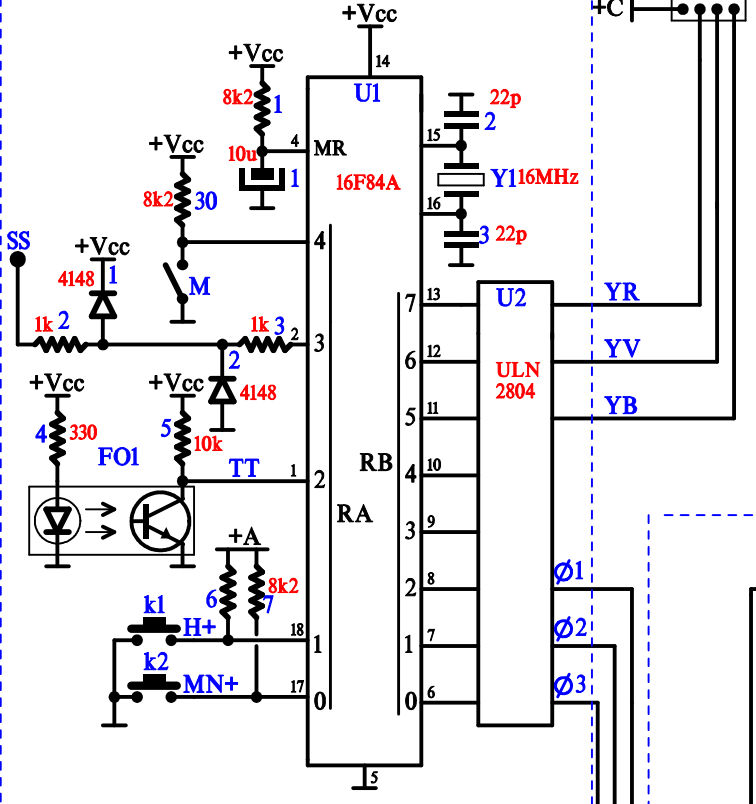 +Vcc
+C
14
+Vcc
U1
8k2 1
22p
2
15
4 MR
10u
1
16F84A
Y1 16MHz
+Vcc
8k2 30
16
3 22p
4
SS
+Vcc
4148 1
M
U2
7 13
YR
1k 2
1k 3
2 3
2
4148
6 12
YV
ULN
2804
+Vcc
+Vcc
5 11
YB
4 330
5
10k
FO1
TT
1 2
RB
4 10
RA
3 9
+A
8k2
6 7
2 8
Ø1
k1
H+
18 1
1 7
Ø2
k2
MN+
17 0
0 6
Ø3
5